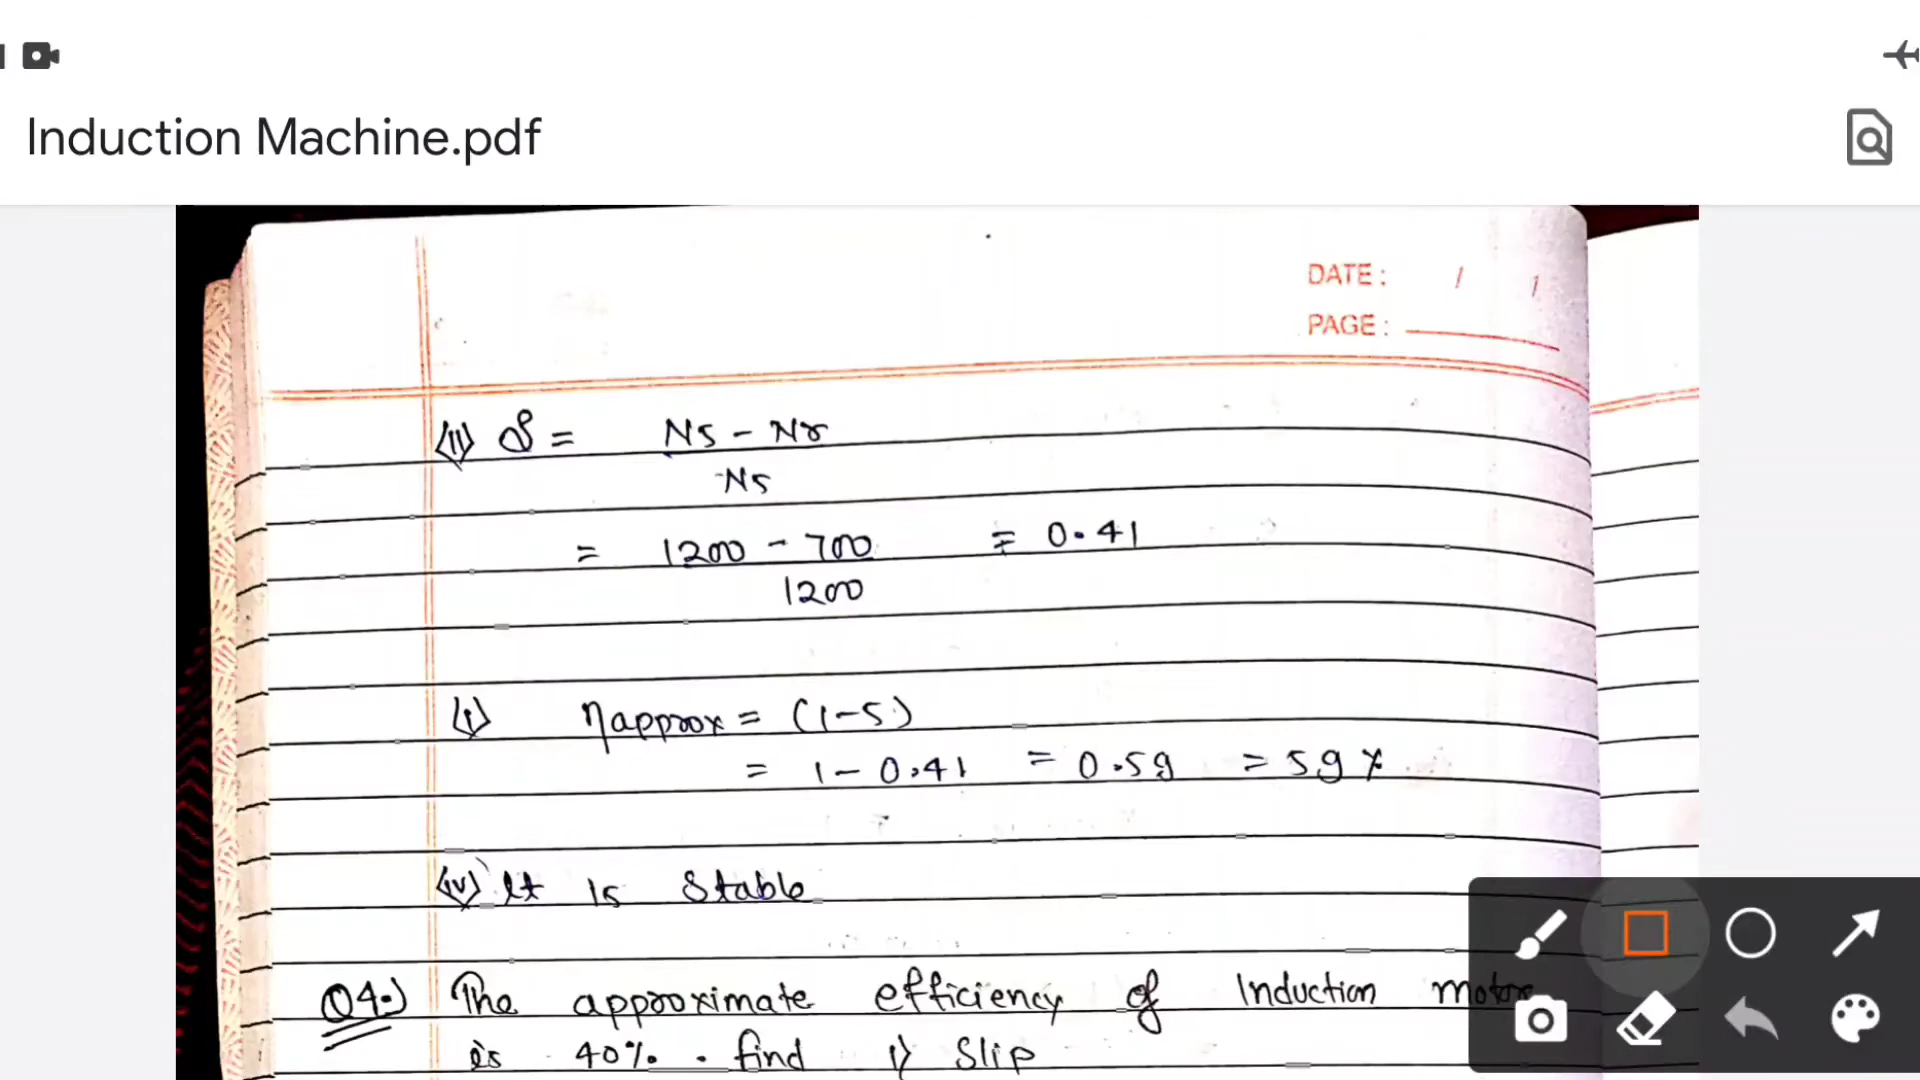 Induction Machine.pdf
DATE : / /
PAGE :
(ii) S = Ns - Nr
Ns
= 1200 - 700 = 0.41
1200
(i) ηapprox = (1-s)
= 1 - 0.41 = 0.59 = 59 %
(iv) It is Stable
Q4.) The approximate efficiency of Induction motor
is 40% . find i) Slip